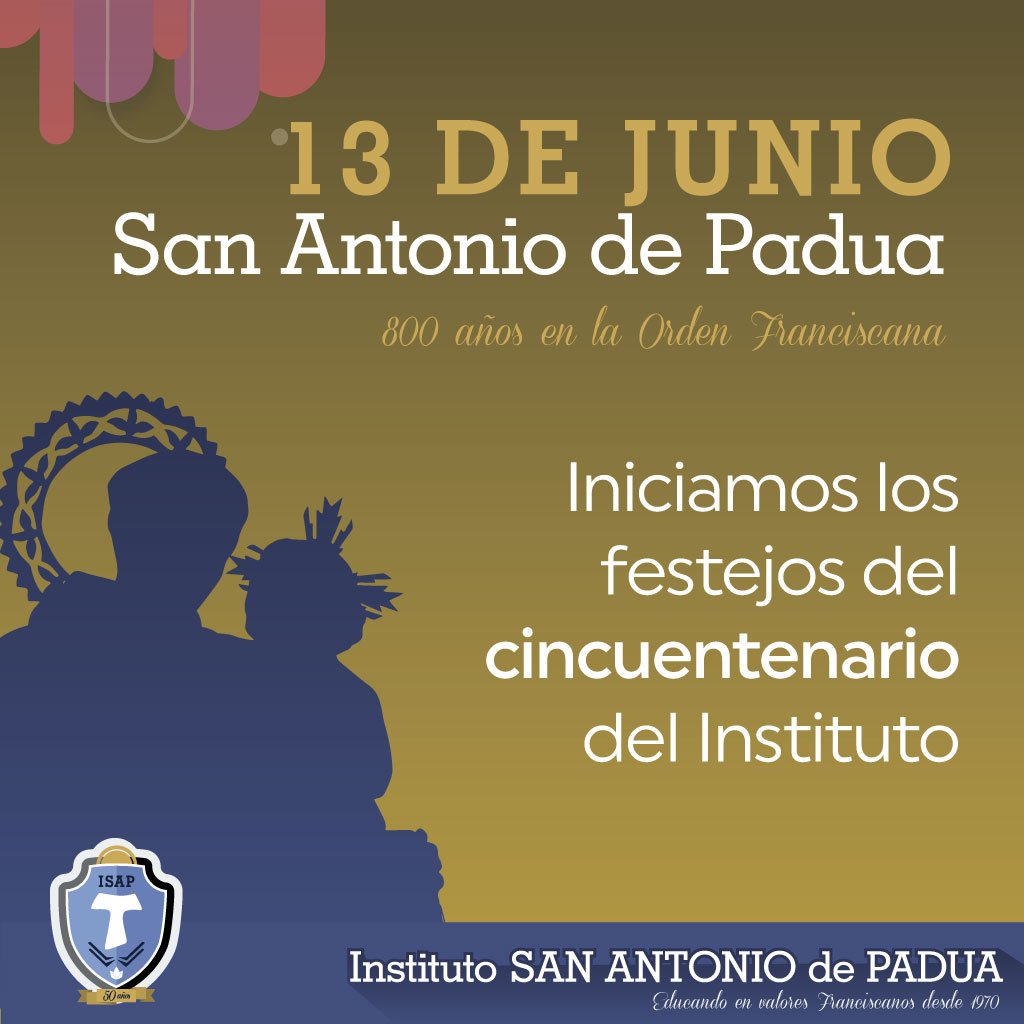 13 DE JUNIO
San Antonio de Padua
800 años en la Orden Franciscana
Iniciamos los
festejos del
cincuentenario
del Instituto
ISAP
50 años
Instituto SAN ANTONIO de PADUA
Educando en valores Franciscanos desde 1970